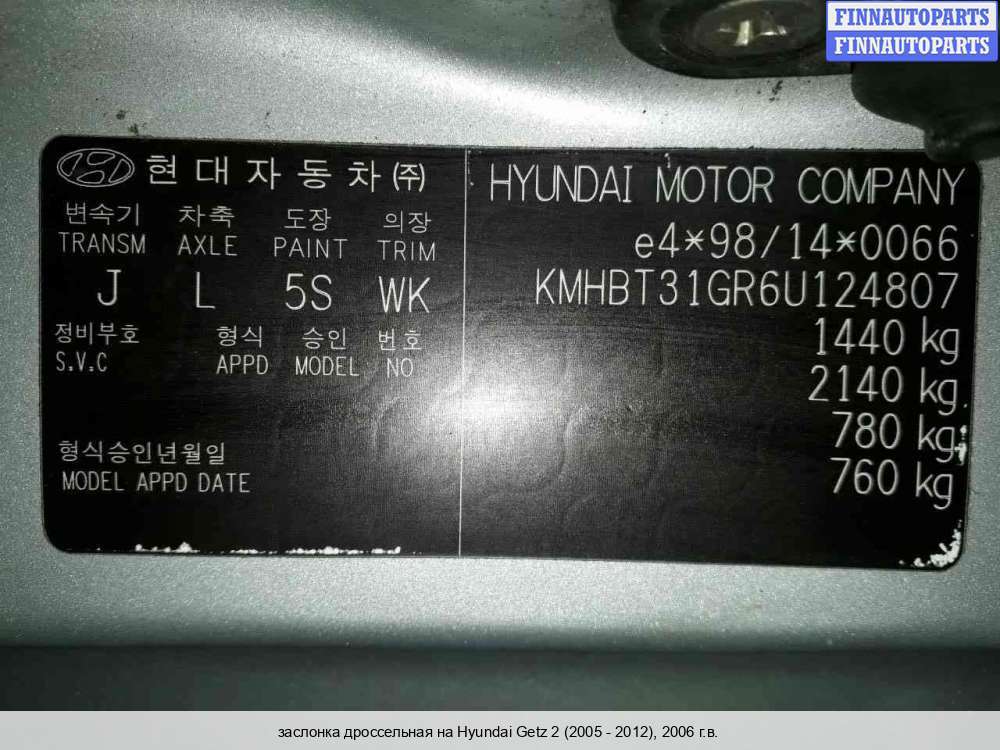 FINNAUTOPARTS
FINNAUTOPARTS
현대자동차(주)
변속기 차축 도장 의장
TRANSM AXLE PAINT TRIM
J L 5S WK
정비부호 형식 승인 번호
S.V.C APPD MODEL NO
형식승인년월일
MODEL APPD DATE
HYUNDAI MOTOR COMPANY
e4*98/14*0066
KMHBT31GR6U124807
1440 kg
2140 kg
780 kg
760 kg
заслонка дроссельная на Hyundai Getz 2 (2005 - 2012), 2006 г.в.